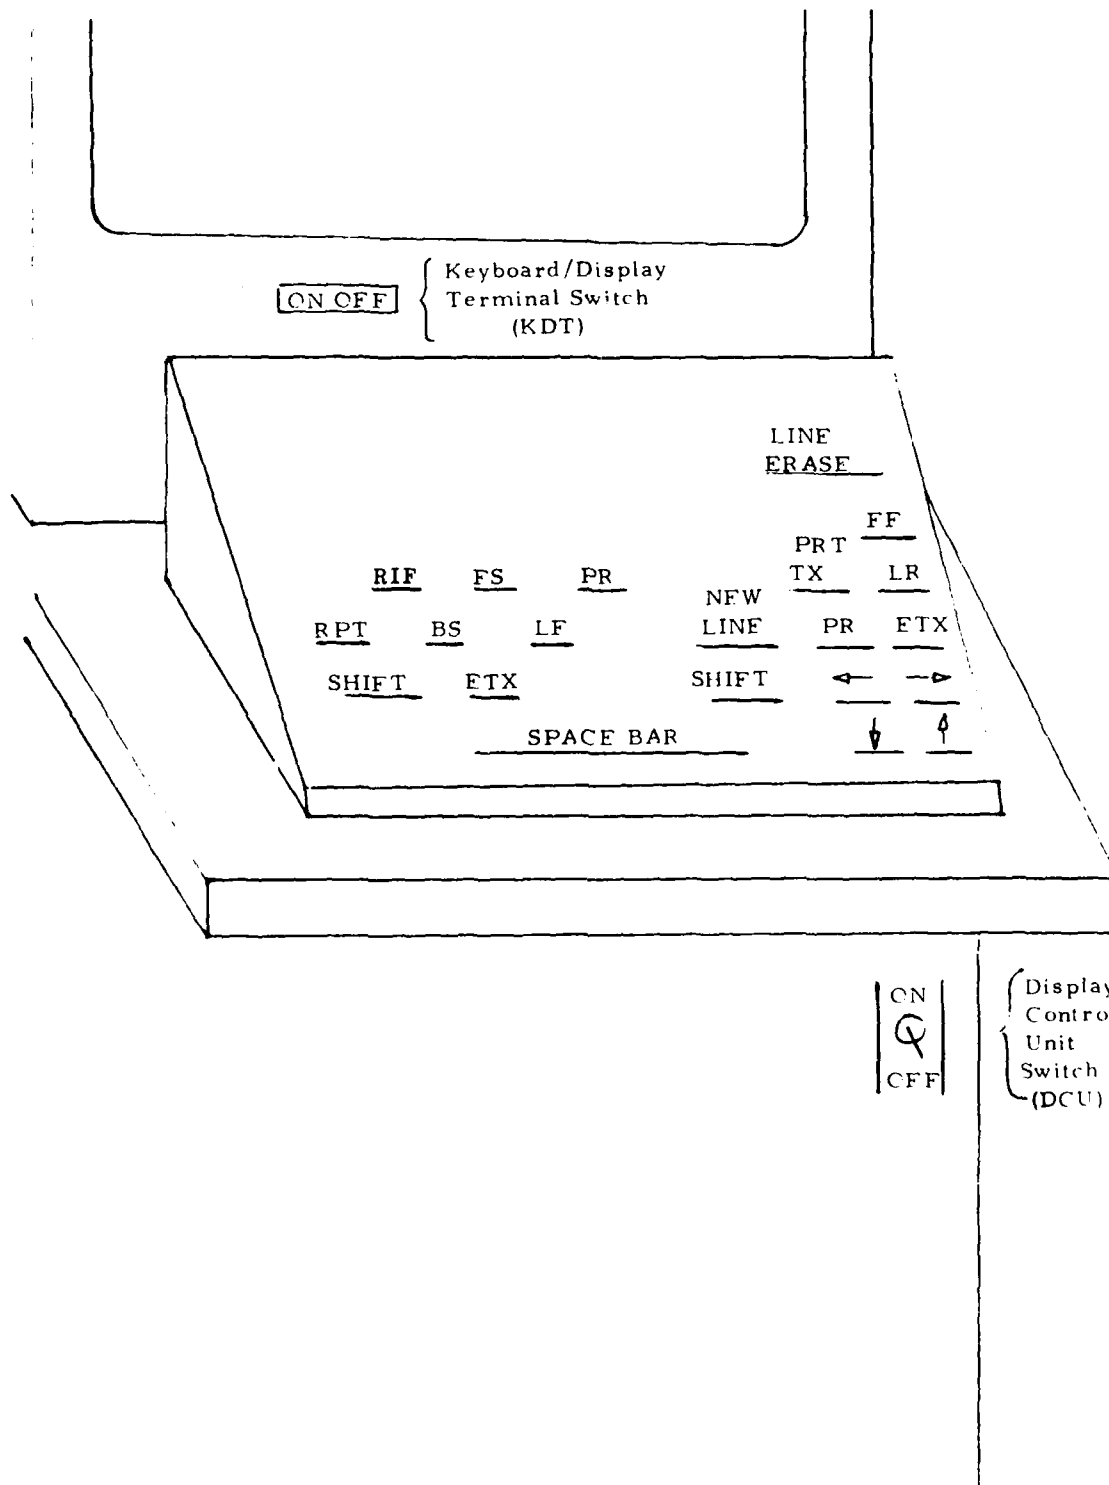 ON OFF
Keyboard/Display
Terminal Switch
(KDT)
LINE
ERASE
FF
PRT
RIF FS PR TX LR
NEW
RPT BS LF LINE PR ETX
SHIFT ETX SHIFT ← →
SPACE BAR ↓ ↑
ON
OFF
Display
Contro
Unit
Switch
(DCU)